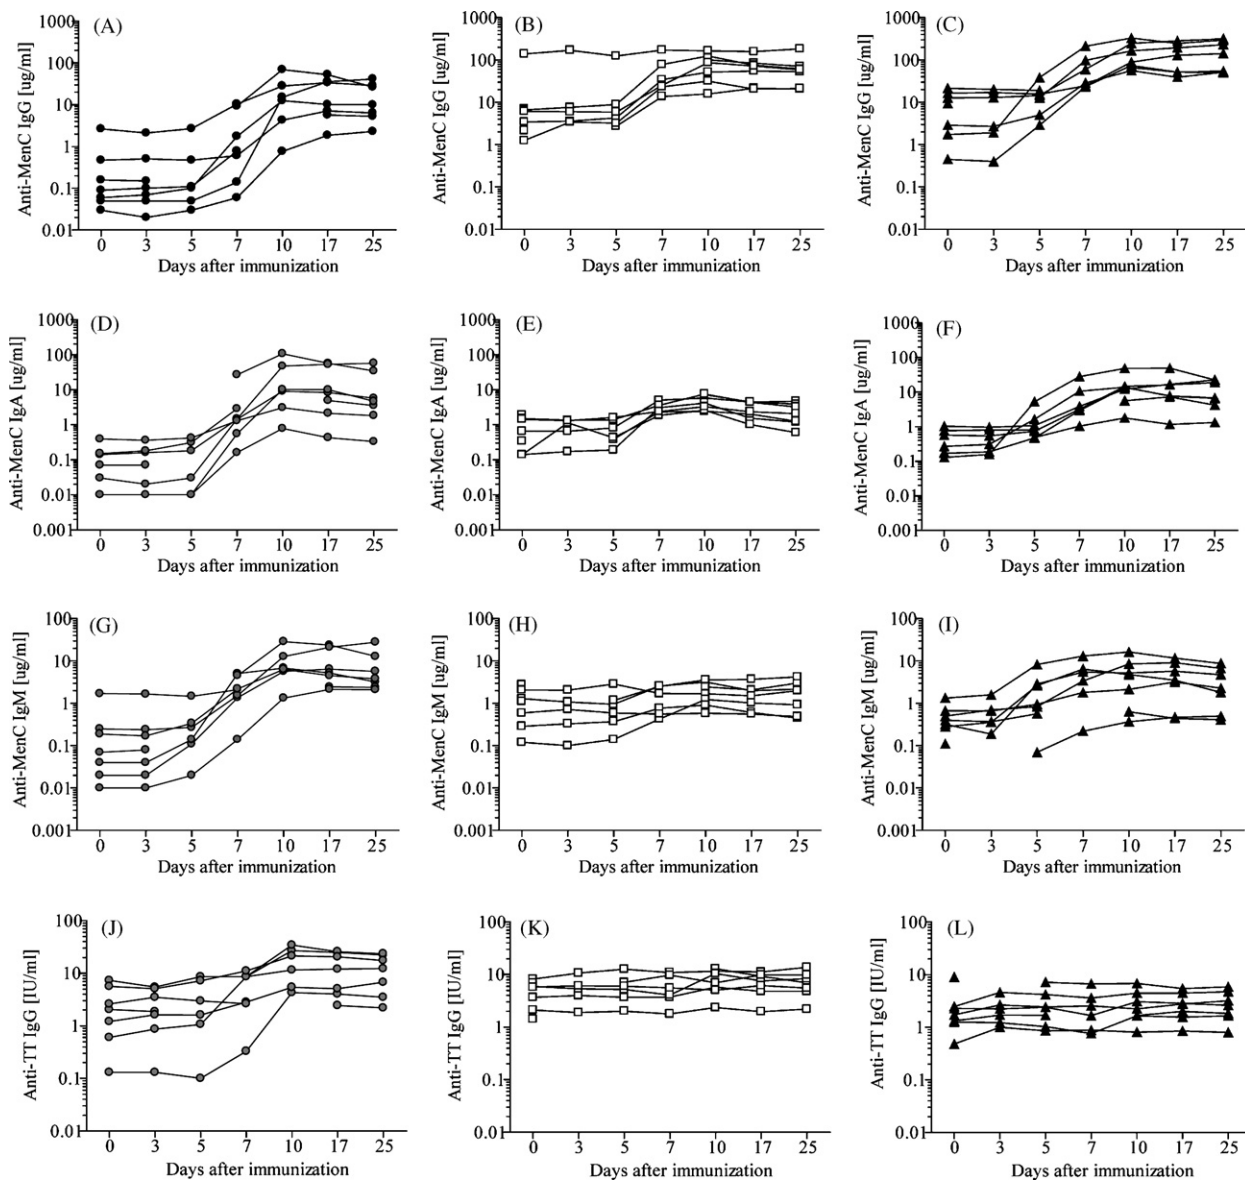 (A)
Anti-MenC IgG [ug/ml]
1000
100
10
1
0.1
0.01
0 3 5 7 10 17 25
Days after immunization
(B)
Anti-MenC IgG [ug/ml]
1000
100
10
1
0.1
0.01
0 3 5 7 10 17 25
Days after immunization
(C)
Anti-MenC IgG [ug/ml]
1000
100
10
1
0.1
0.01
0 3 5 7 10 17 25
Days after immunization
(D)
Anti-MenC IgA [ug/ml]
1000
100
10
1
0.1
0.01
0.001
0 3 5 7 10 17 25
Days after immunization
(E)
Anti-MenC IgA [ug/ml]
1000
100
10
1
0.1
0.01
0.001
0 3 5 7 10 17 25
Days after immunization
(F)
Anti-MenC IgA [ug/ml]
1000
100
10
1
0.1
0.01
0.001
0 3 5 7 10 17 25
Days after immunization
(G)
Anti-MenC IgM [ug/ml]
100
10
1
0.1
0.01
0.001
0 3 5 7 10 17 25
Days after immunization
(H)
Anti-MenC IgM [ug/ml]
100
10
1
0.1
0.01
0.001
0 3 5 7 10 17 25
Days after immunization
(I)
Anti-MenC IgM [ug/ml]
100
10
1
0.1
0.01
0.001
0 3 5 7 10 17 25
Days after immunization
(J)
Anti-TT IgG [IU/ml]
100
10
1
0.1
0.01
0 3 5 7 10 17 25
Days after immunization
(K)
Anti-TT IgG [IU/ml]
100
10
1
0.1
0.01
0 3 5 7 10 17 25
Days after immunization
(L)
Anti-TT IgG [IU/ml]
100
10
1
0.1
0.01
0 3 5 7 10 17 25
Days after immunization